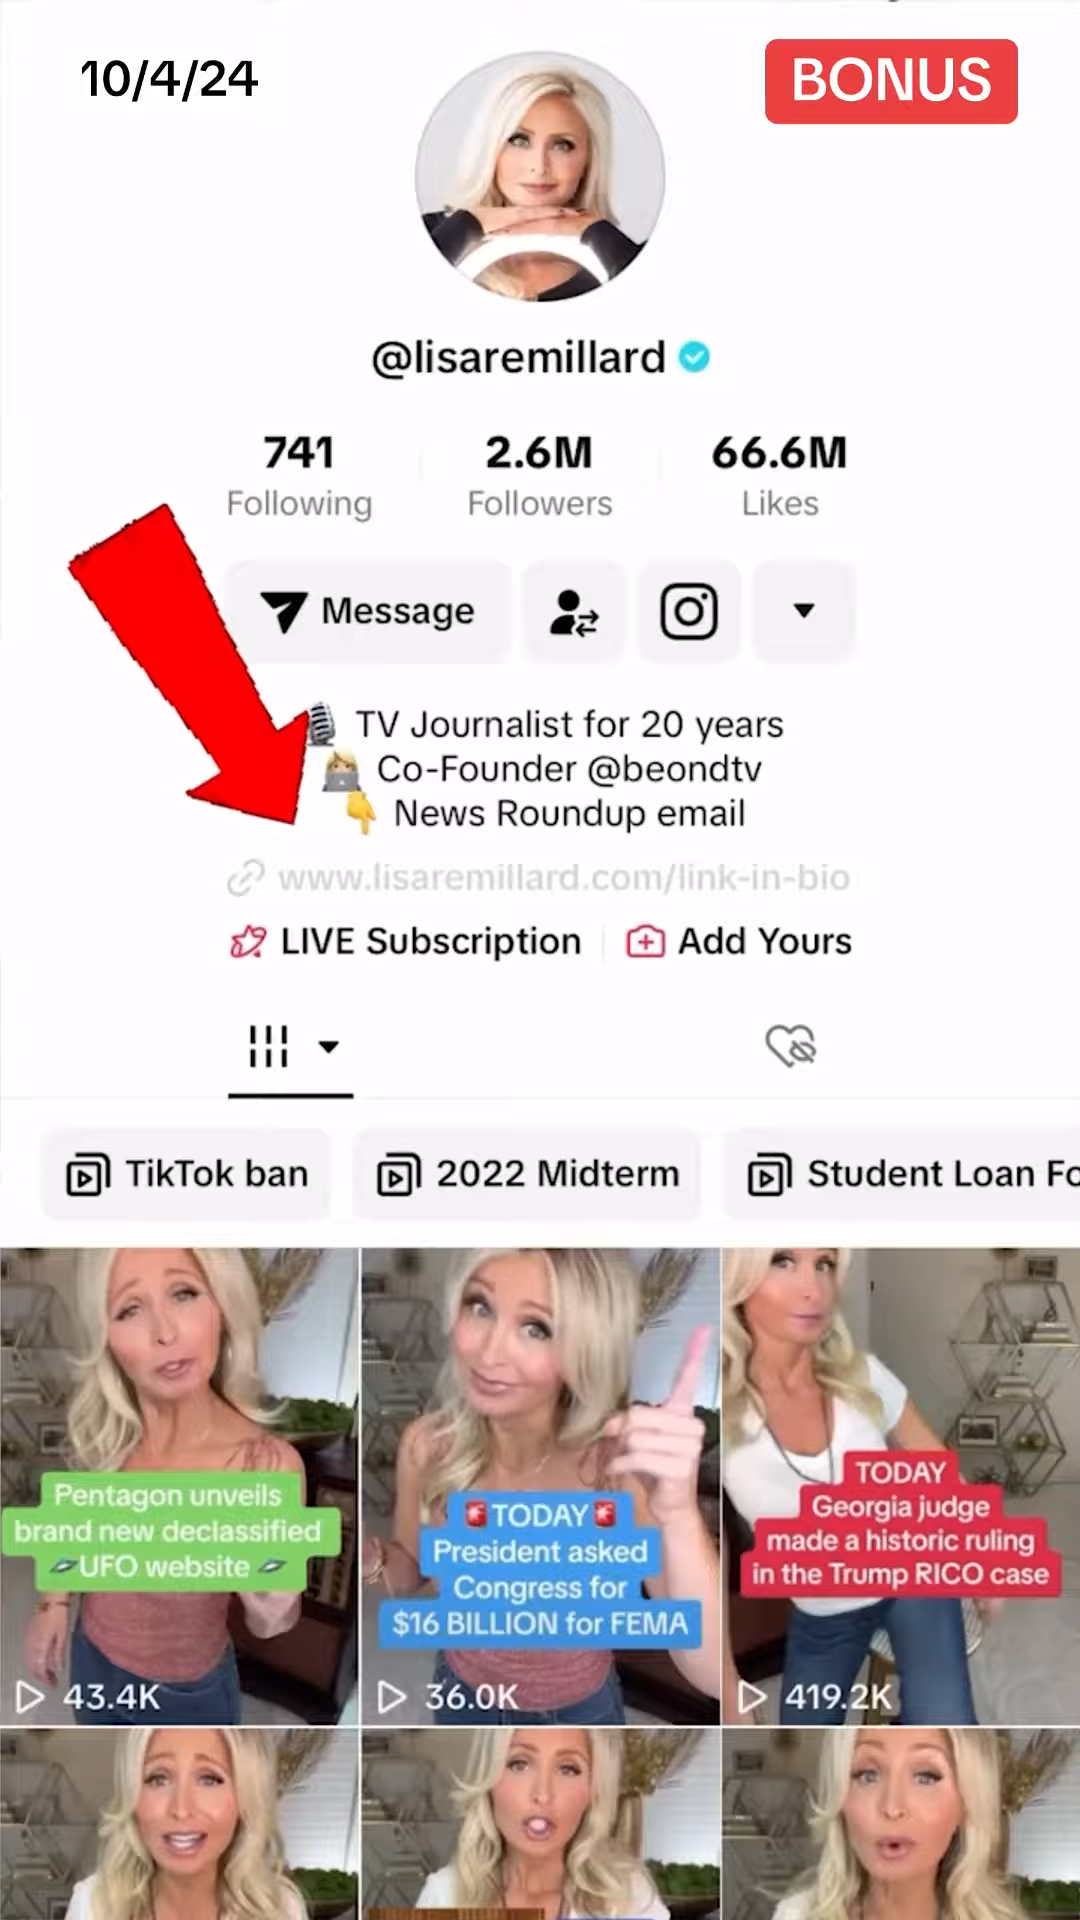 10/4/24
BONUS
@lisaremillard
741
Following
2.6M
Followers
66.6M
Likes
Message
TV Journalist for 20 years
Co-Founder @beondtv
News Roundup email
www.lisaremillard.com/link-in-bio
LIVE Subscription
Add Yours
TikTok ban
2022 Midterm
Student Loan Fo
Pentagon unveils
brand new declassified
UFO website
43.4K
TODAY
President asked
Congress for
$16 BILLION for FEMA
36.0K
TODAY
Georgia judge
made a historic ruling
in the Trump RICO case
419.2K